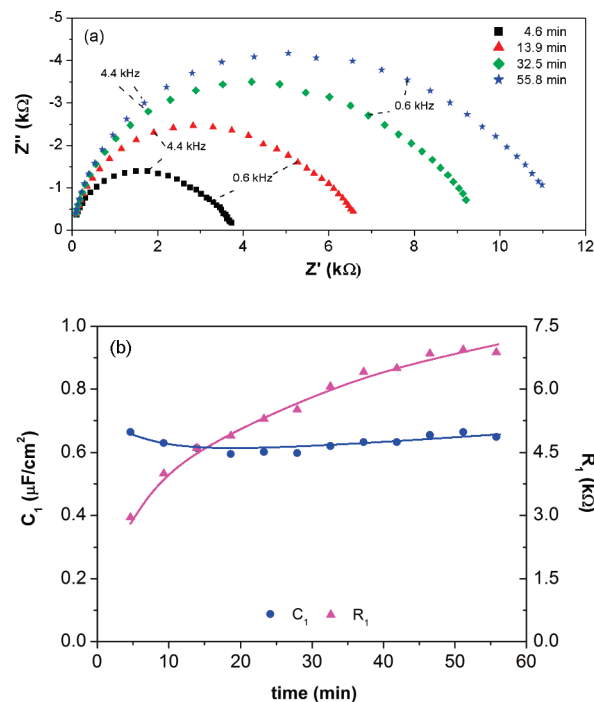 (a)
4.6 min
13.9 min
32.5 min
55.8 min
4.4 kHz
4.4 kHz
0.6 kHz
0.6 kHz
-5
-4
-3
-2
-1
0
Z'' (kΩ)
0 2 4 6 8 10 12
Z' (kΩ)
(b)
1.0
0.8
0.6
0.4
0.2
0.0
C₁ (µF/cm²)
7.5
6.0
4.5
3.0
1.5
0.0
R₁ (kΩ)
C₁ R₁
0 10 20 30 40 50 60
time (min)